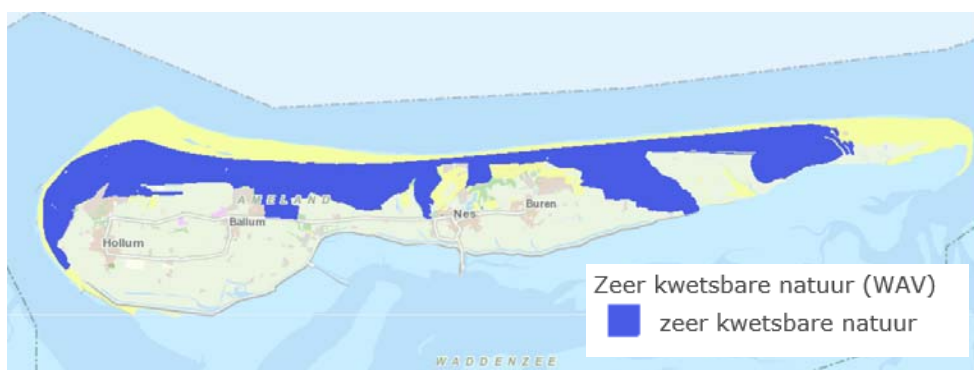 AMELAND
Ballum
Hollum
Nes
Buren
WADDENZEE
Zeer kwetsbare natuur (WAV)
zeer kwetsbare natuur